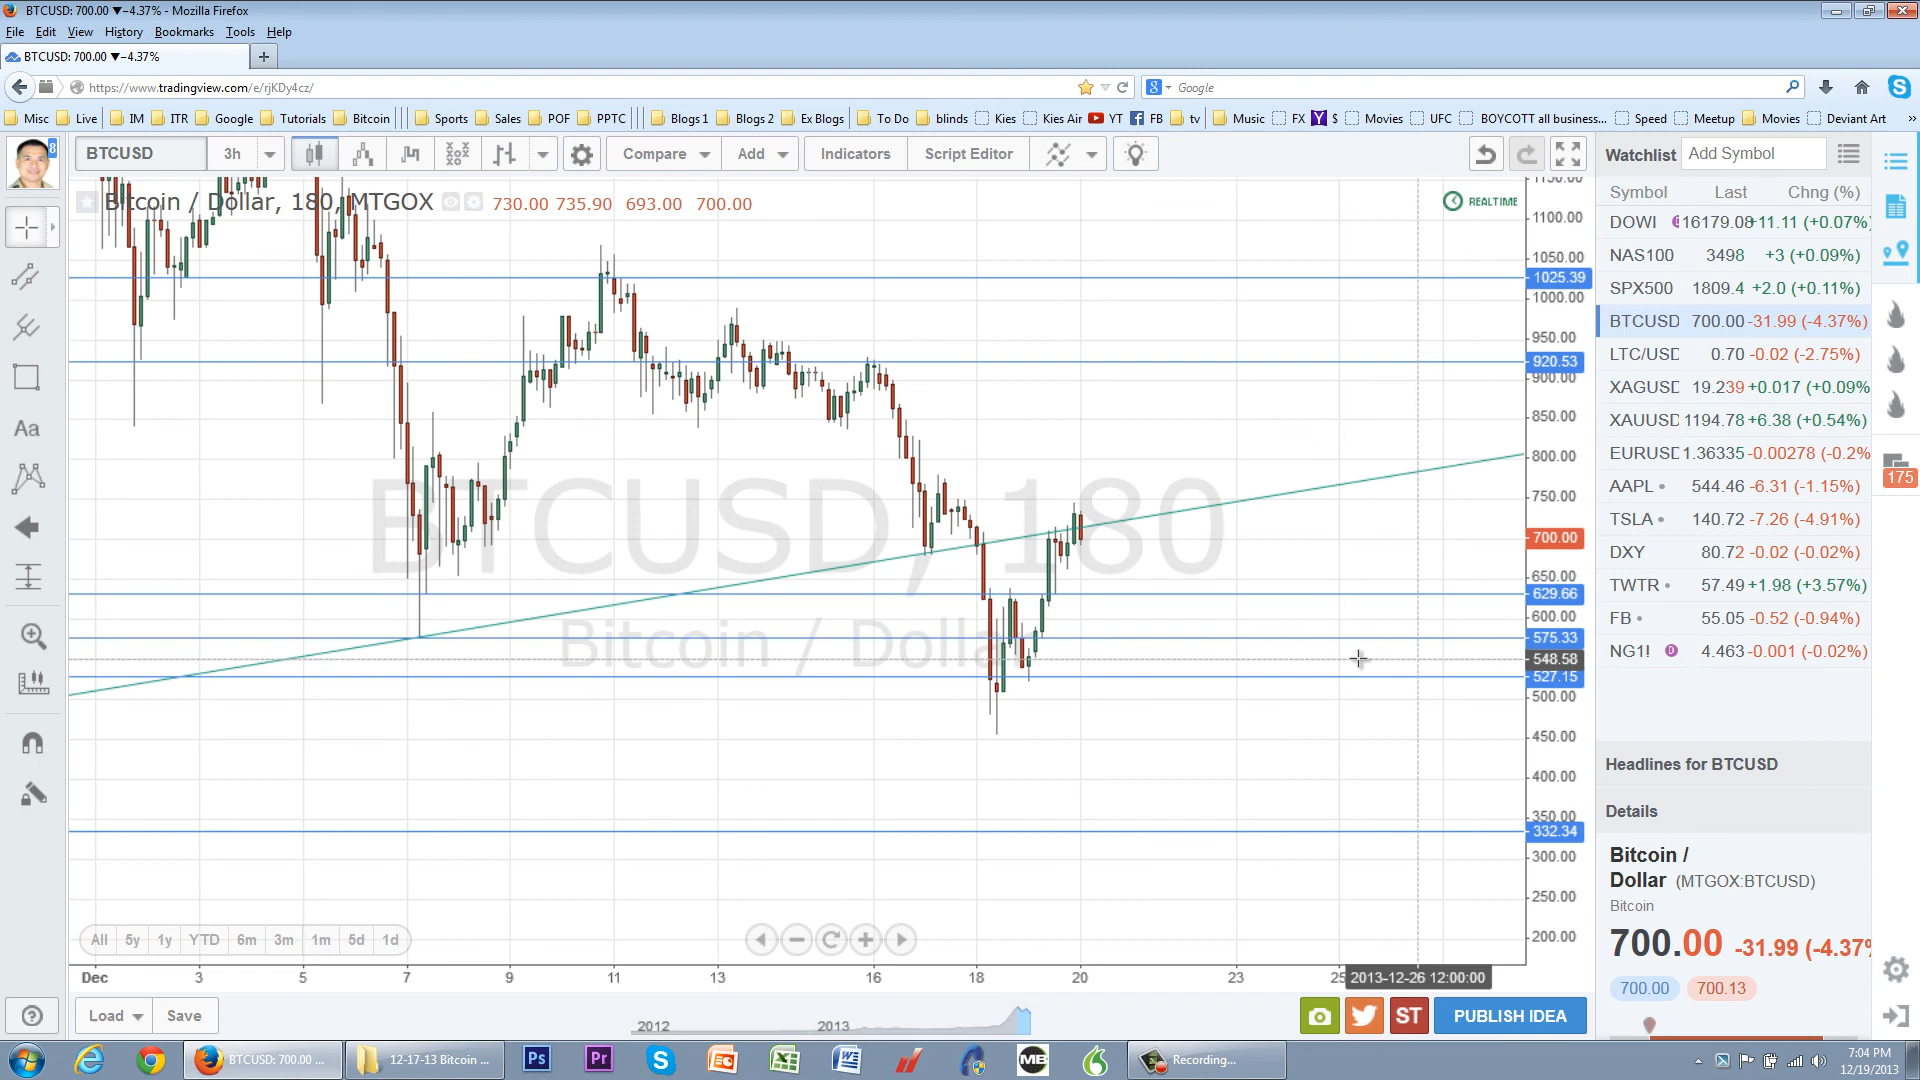 BTCUSD: 700.00 ▼−4.37% - Mozilla Firefox
File Edit View History Bookmarks Tools Help
BTCUSD: 700.00 ▼−4.37%
https://www.tradingview.com/e/rjKDy4cz/
Google
Misc Live IM ITR Google Tutorials Bitcoin Sports Sales POF PPTC Blogs 1 Blogs 2 Ex Blogs To Do blinds Kies Kies Air YT FB tv Music FX $ Movies UFC BOYCOTT all business... Speed Meetup Movies Deviant Art »
8
BTCUSD 3h Compare Add Indicators Script Editor
Bitcoin / Dollar, 180, MTGOX 730.00 735.90 693.00 700.00
REALTIME
BTCUSD, 180
Bitcoin / Dollar
Aa
1150.00
1100.00
1050.00
1025.39
1000.00
950.00
920.53
900.00
850.00
800.00
750.00
700.00
650.00
629.66
600.00
575.33
548.58
527.15
500.00
450.00
400.00
350.00
332.34
300.00
250.00
200.00
All 5y 1y YTD 6m 3m 1m 5d 1d
Dec 3 5 7 9 11 13 16 18 20 23 25 2013-12-26 12:00:00
Load Save
2012 2013
ST PUBLISH IDEA
Watchlist Add Symbol
Symbol Last Chng (%)
DOWI 16179.08 +11.11 (+0.07%)
NAS100 3498 +3 (+0.09%)
SPX500 1809.4 +2.0 (+0.11%)
BTCUSD 700.00 -31.99 (-4.37%)
LTC/USD 0.70 -0.02 (-2.75%)
XAGUSD 19.239 +0.017 (+0.09%
XAUUSD 1194.78 +6.38 (+0.54%)
EURUSD 1.36335 -0.00278 (-0.2%
AAPL 544.46 -6.31 (-1.15%)
TSLA 140.72 -7.26 (-4.91%)
DXY 80.72 -0.02 (-0.02%)
TWTR 57.49 +1.98 (+3.57%)
FB 55.05 -0.52 (-0.94%)
NG1! D 4.463 -0.001 (-0.02%)
175
Headlines for BTCUSD
Details
Bitcoin /
Dollar (MTGOX:BTCUSD)
Bitcoin
700.00 -31.99 (-4.37%
700.00 700.13
BTCUSD: 700.00 ... 12-17-13 Bitcoin ... Ps Pr MB Recording...
7:04 PM
12/19/2013